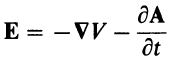 E = −∇V − ∂A/∂t